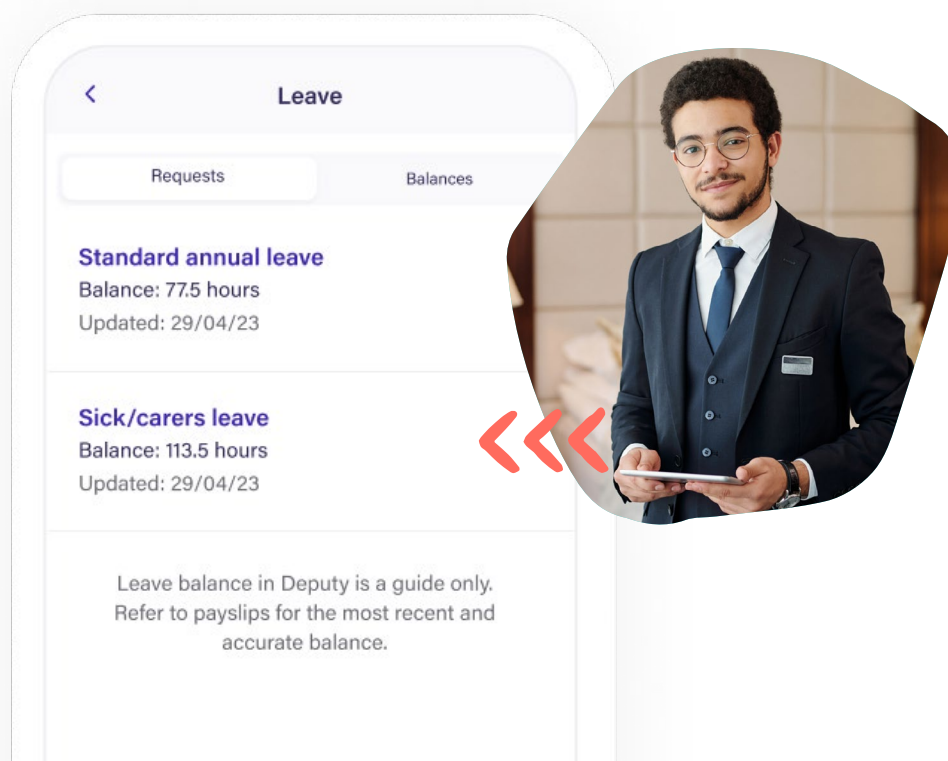 Leave
Requests
Balances
Standard annual leave
Balance: 77.5 hours
Updated: 29/04/23
Sick/carers leave
Balance: 113.5 hours
Updated: 29/04/23
Leave balance in Deputy is a guide only.
Refer to payslips for the most recent and
accurate balance.